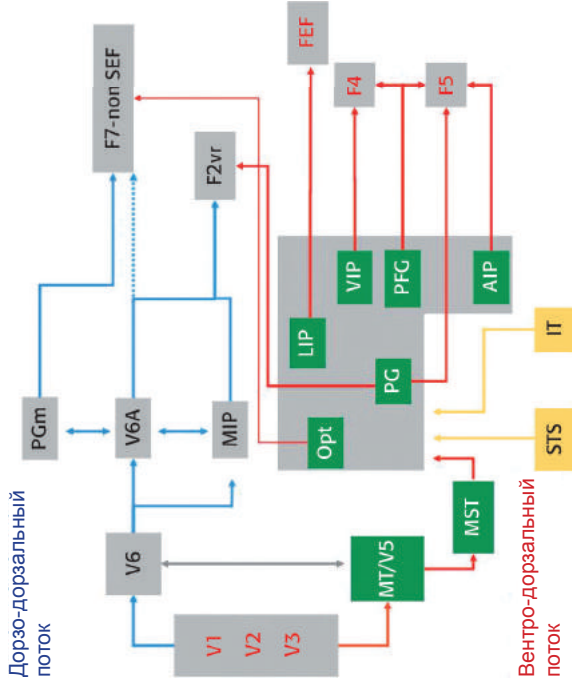 Дорзо-дорзальный
поток
PGm
F7-non SEF
V6
V6A
MIP
F2vr
FEF
V1
V2
V3
LIP
VIP
F4
Opt
PG
PFG
F5
MT/V5
AIP
MST
STS
IT
Вентро-дорзальный
поток